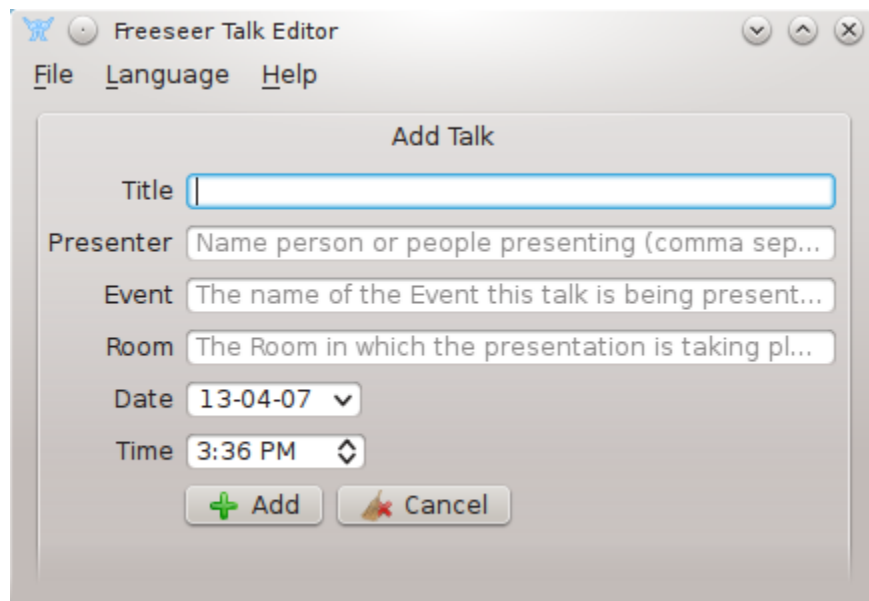 Freeseer Talk Editor
File Language Help
Add Talk
Title
Presenter Name person or people presenting (comma sep...
Event The name of the Event this talk is being present...
Room The Room in which the presentation is taking pl...
Date 13-04-07
Time 3:36 PM
Add Cancel